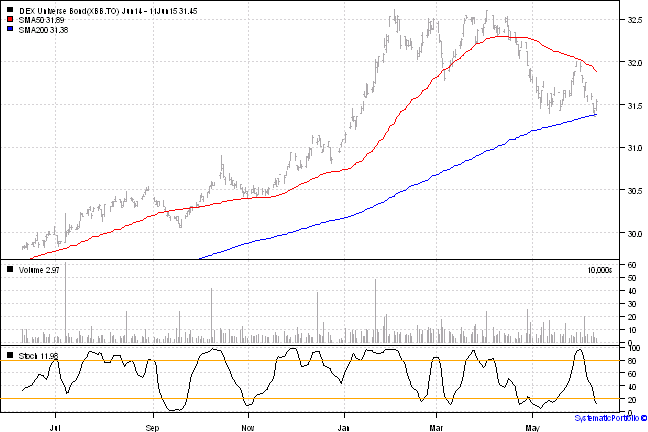 DEX Universe Bond(XBB.TO) Jun14 - 11Jun15 31.45
SMA50 31.89
SMA200 31.38
32.5
32.0
31.5
31.0
30.5
30.0
Volume 2.97
10,000s
60
50
40
30
20
10
0
Stoch 11.96
100
80
60
40
20
0
Jul
Sep
Nov
Jan
Mar
May
SystematicPortfolio ©